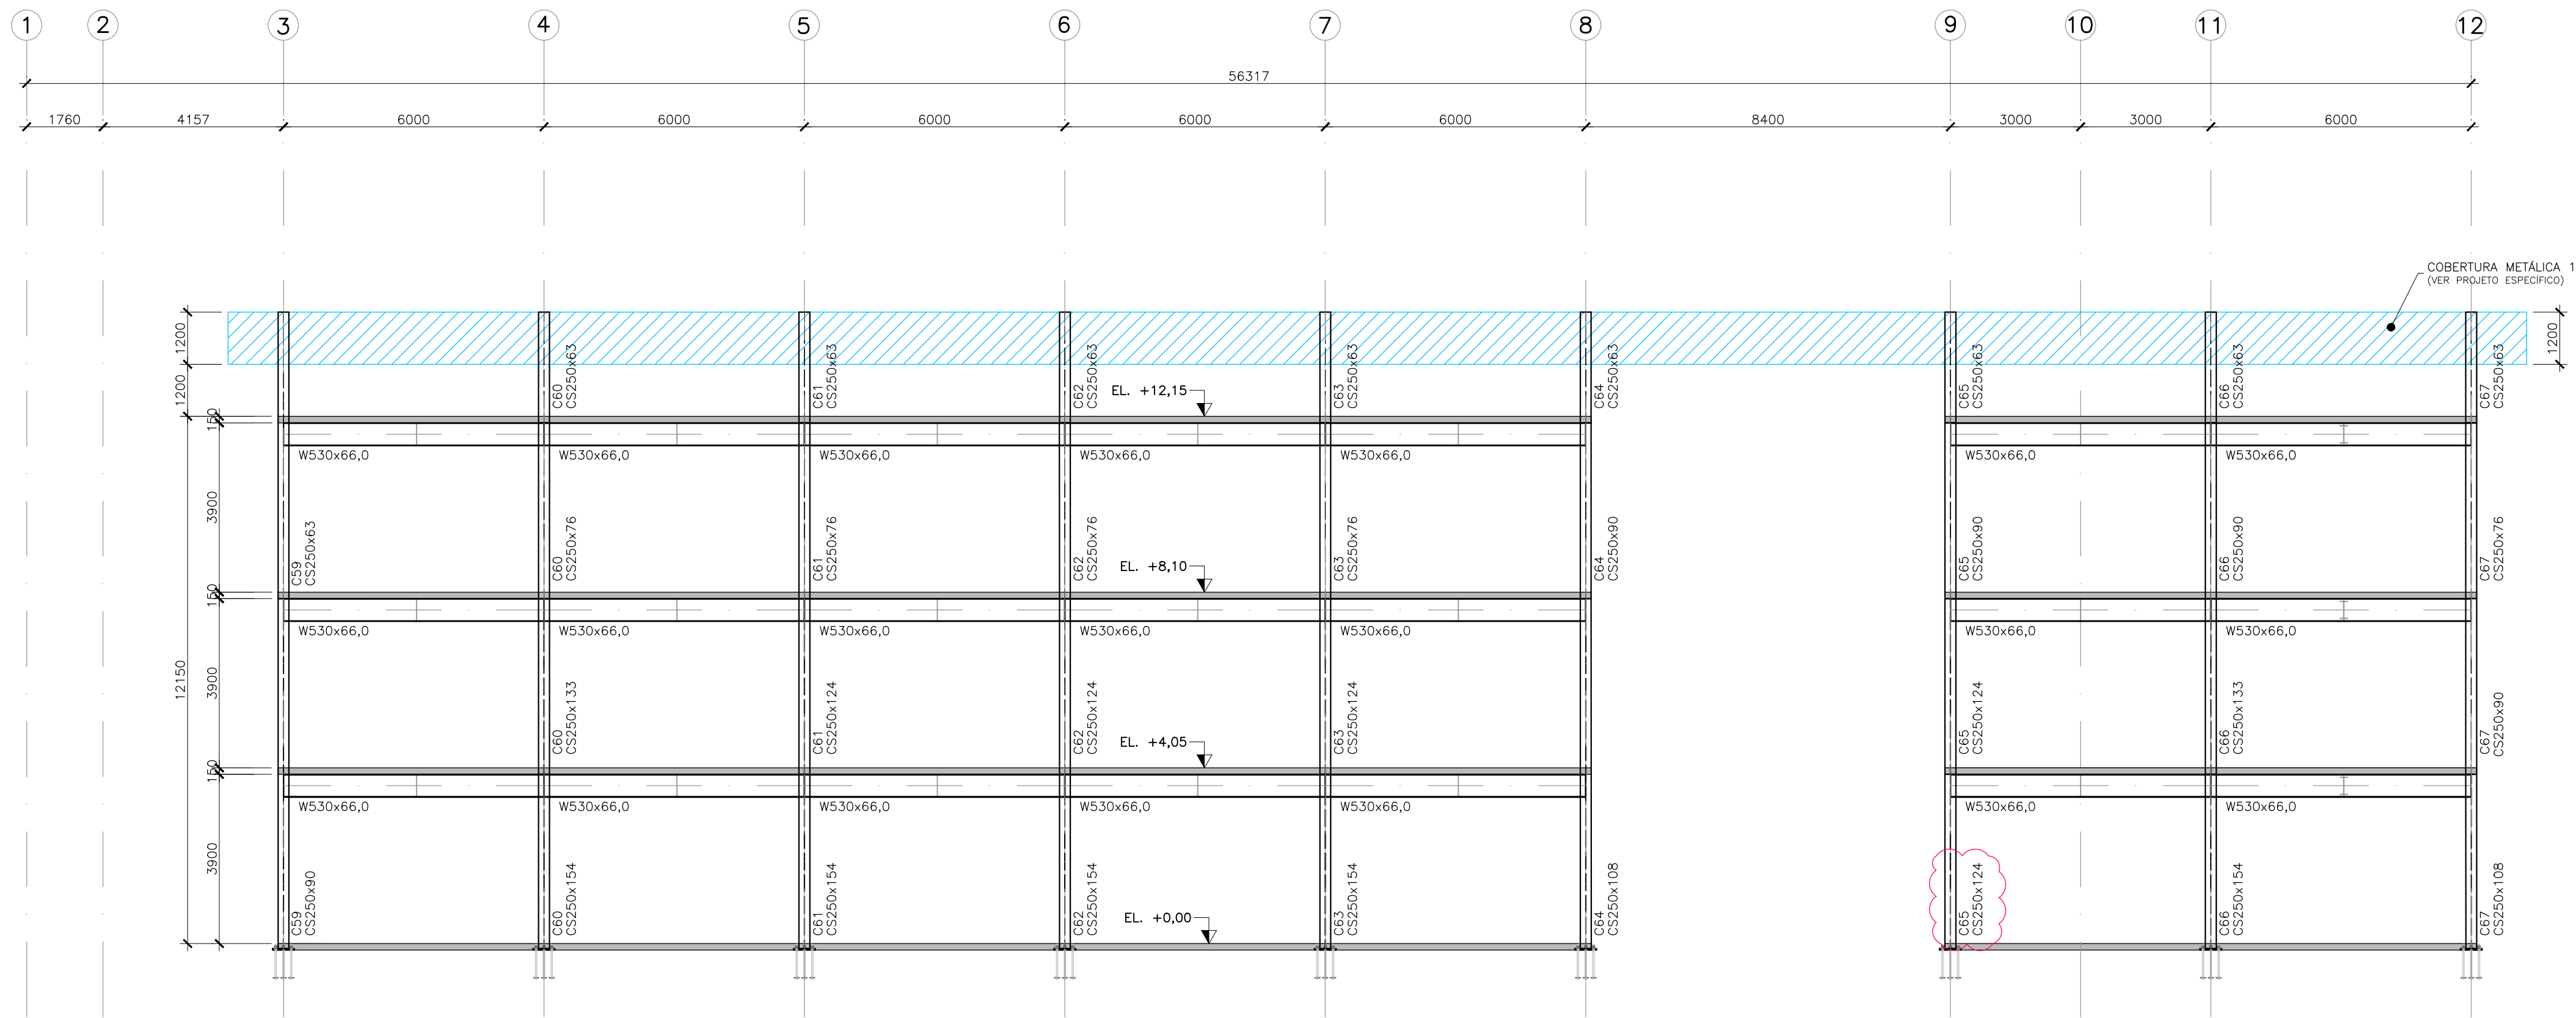 1 2 3 4 5 6 7 8 9 10 11 12
56317
1760 4157 6000 6000 6000 6000 6000 8400 3000 3000 6000
COBERTURA METÁLICA 1
(VER PROJETO ESPECÍFICO)
1200
1200
1200
C60
CS250x63
C61
CS250x63
C62
CS250x63
C63
CS250x63
C64
CS250x63
C65
CS250x63
C66
CS250x63
C67
CS250x63
EL. +12,15
150
W530x66,0 W530x66,0 W530x66,0 W530x66,0 W530x66,0 W530x66,0 W530x66,0
3900
C59
CS250x63
C60
CS250x76
C61
CS250x76
C62
CS250x76
C63
CS250x76
C64
CS250x90
C65
CS250x90
C66
CS250x90
C67
CS250x76
EL. +8,10
150
W530x66,0 W530x66,0 W530x66,0 W530x66,0 W530x66,0 W530x66,0 W530x66,0
12150
3900
C60
CS250x133
C61
CS250x124
C62
CS250x124
C63
CS250x124
C65
CS250x124
C66
CS250x133
C67
CS250x90
EL. +4,05
150
W530x66,0 W530x66,0 W530x66,0 W530x66,0 W530x66,0 W530x66,0 W530x66,0
3900
C59
CS250x90
C60
CS250x154
C61
CS250x154
C62
CS250x154
C63
CS250x154
C64
CS250x108
C65
CS250x124
C66
CS250x154
C67
CS250x108
EL. +0,00